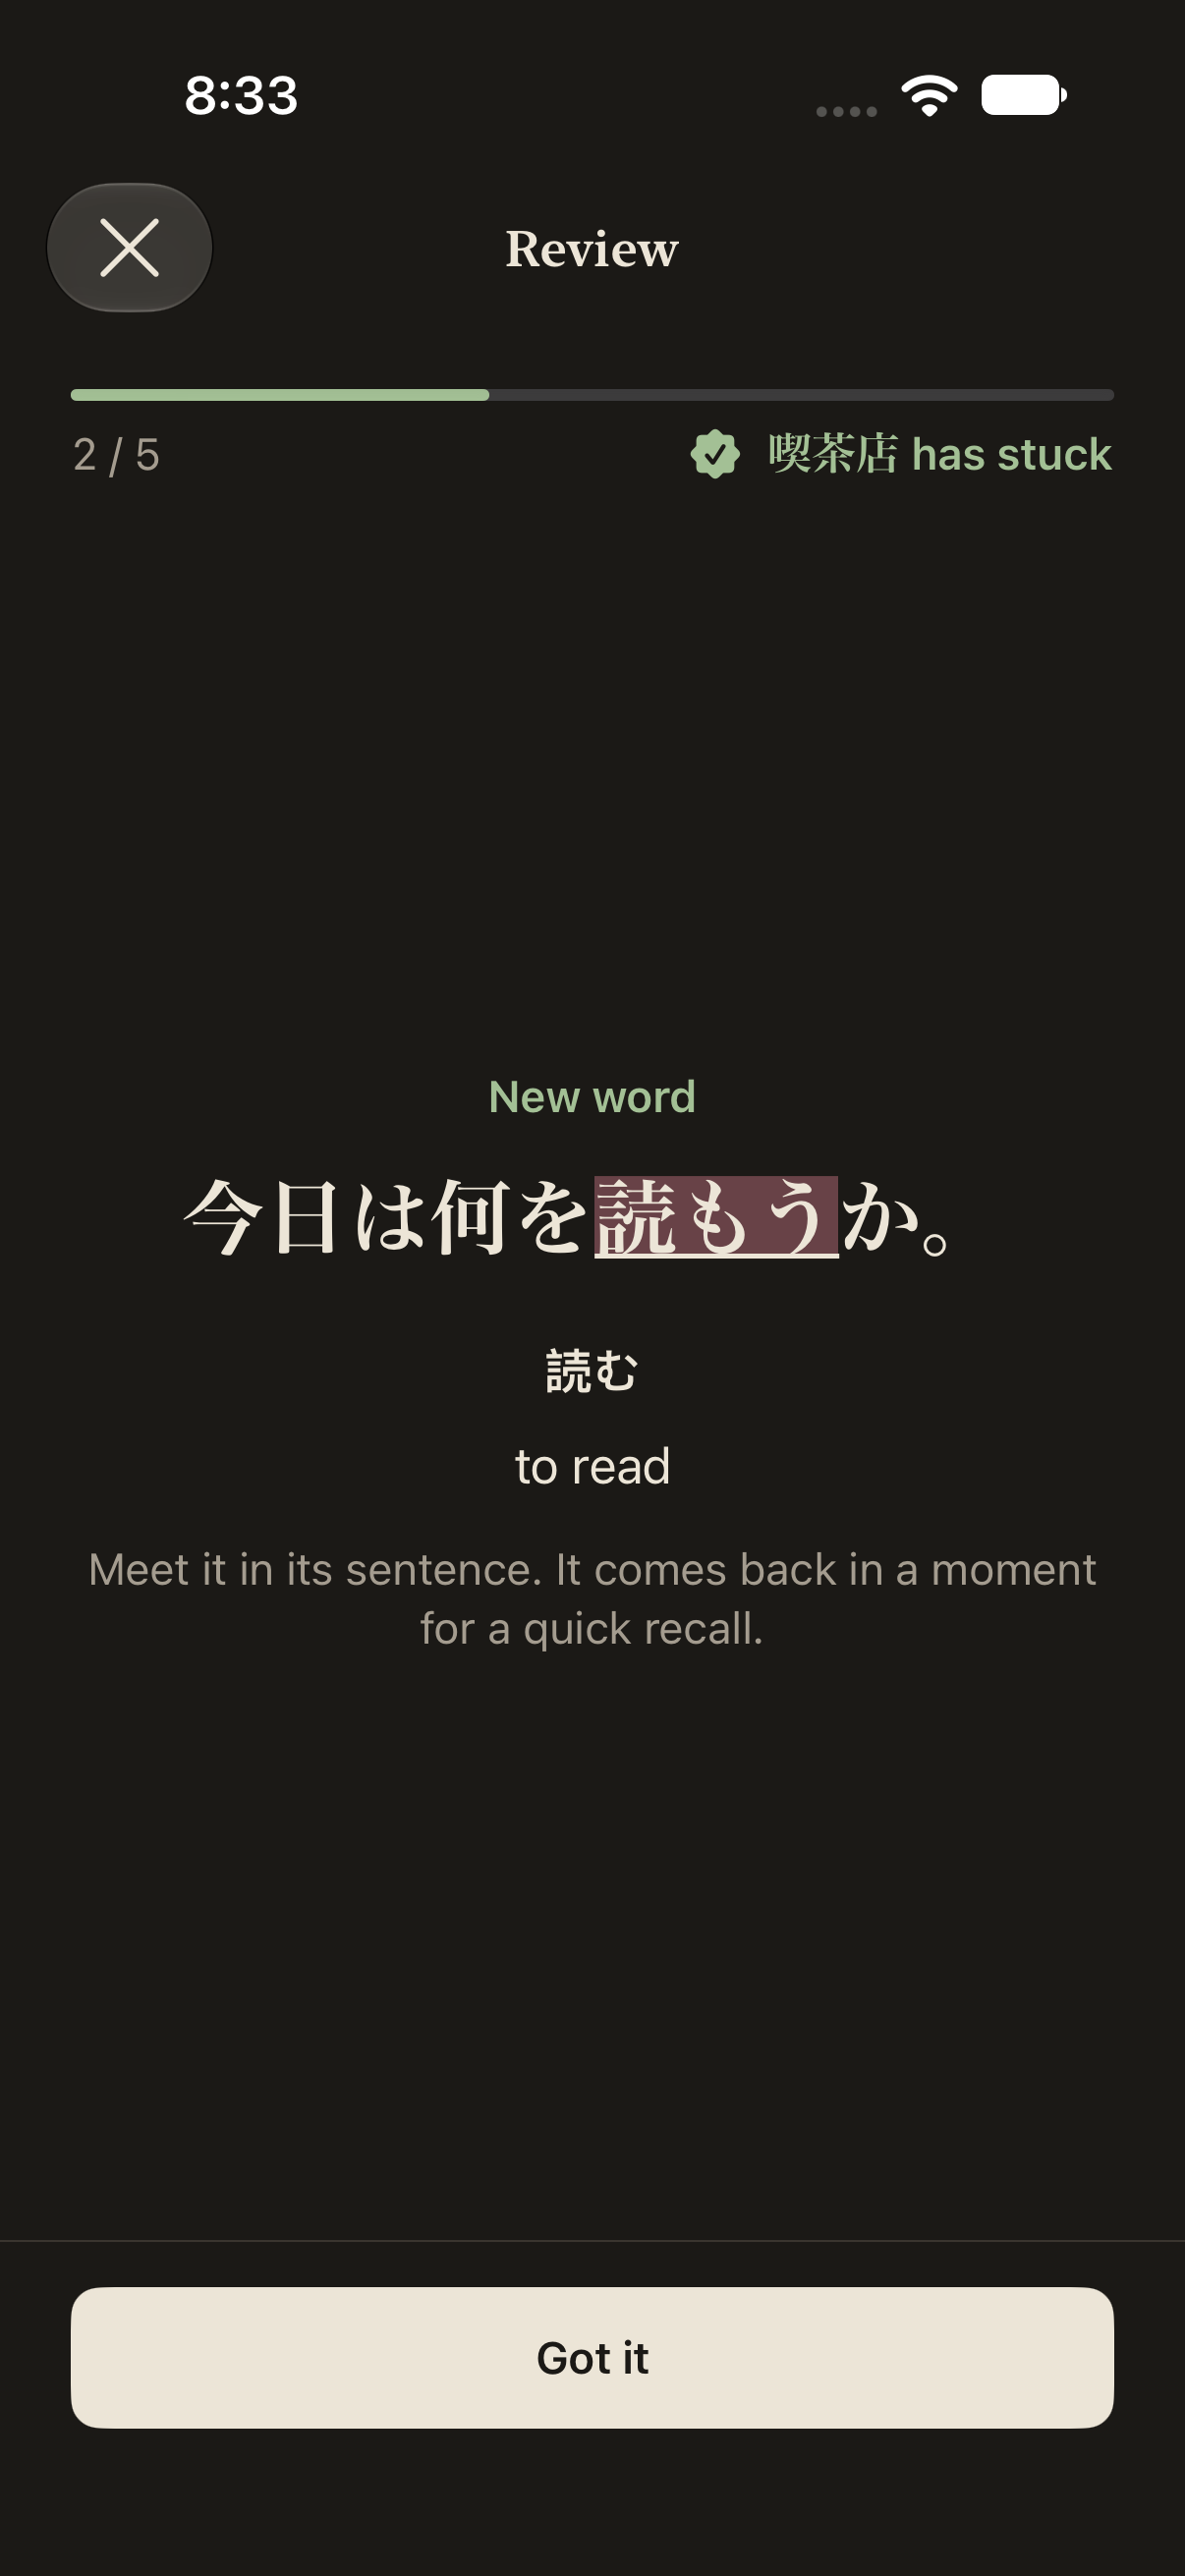 8:33
Review
2 / 5
喫茶店 has stuck
New word
今日は何を読もうか。
読む
to read
Meet it in its sentence. It comes back in a moment
for a quick recall.
Got it